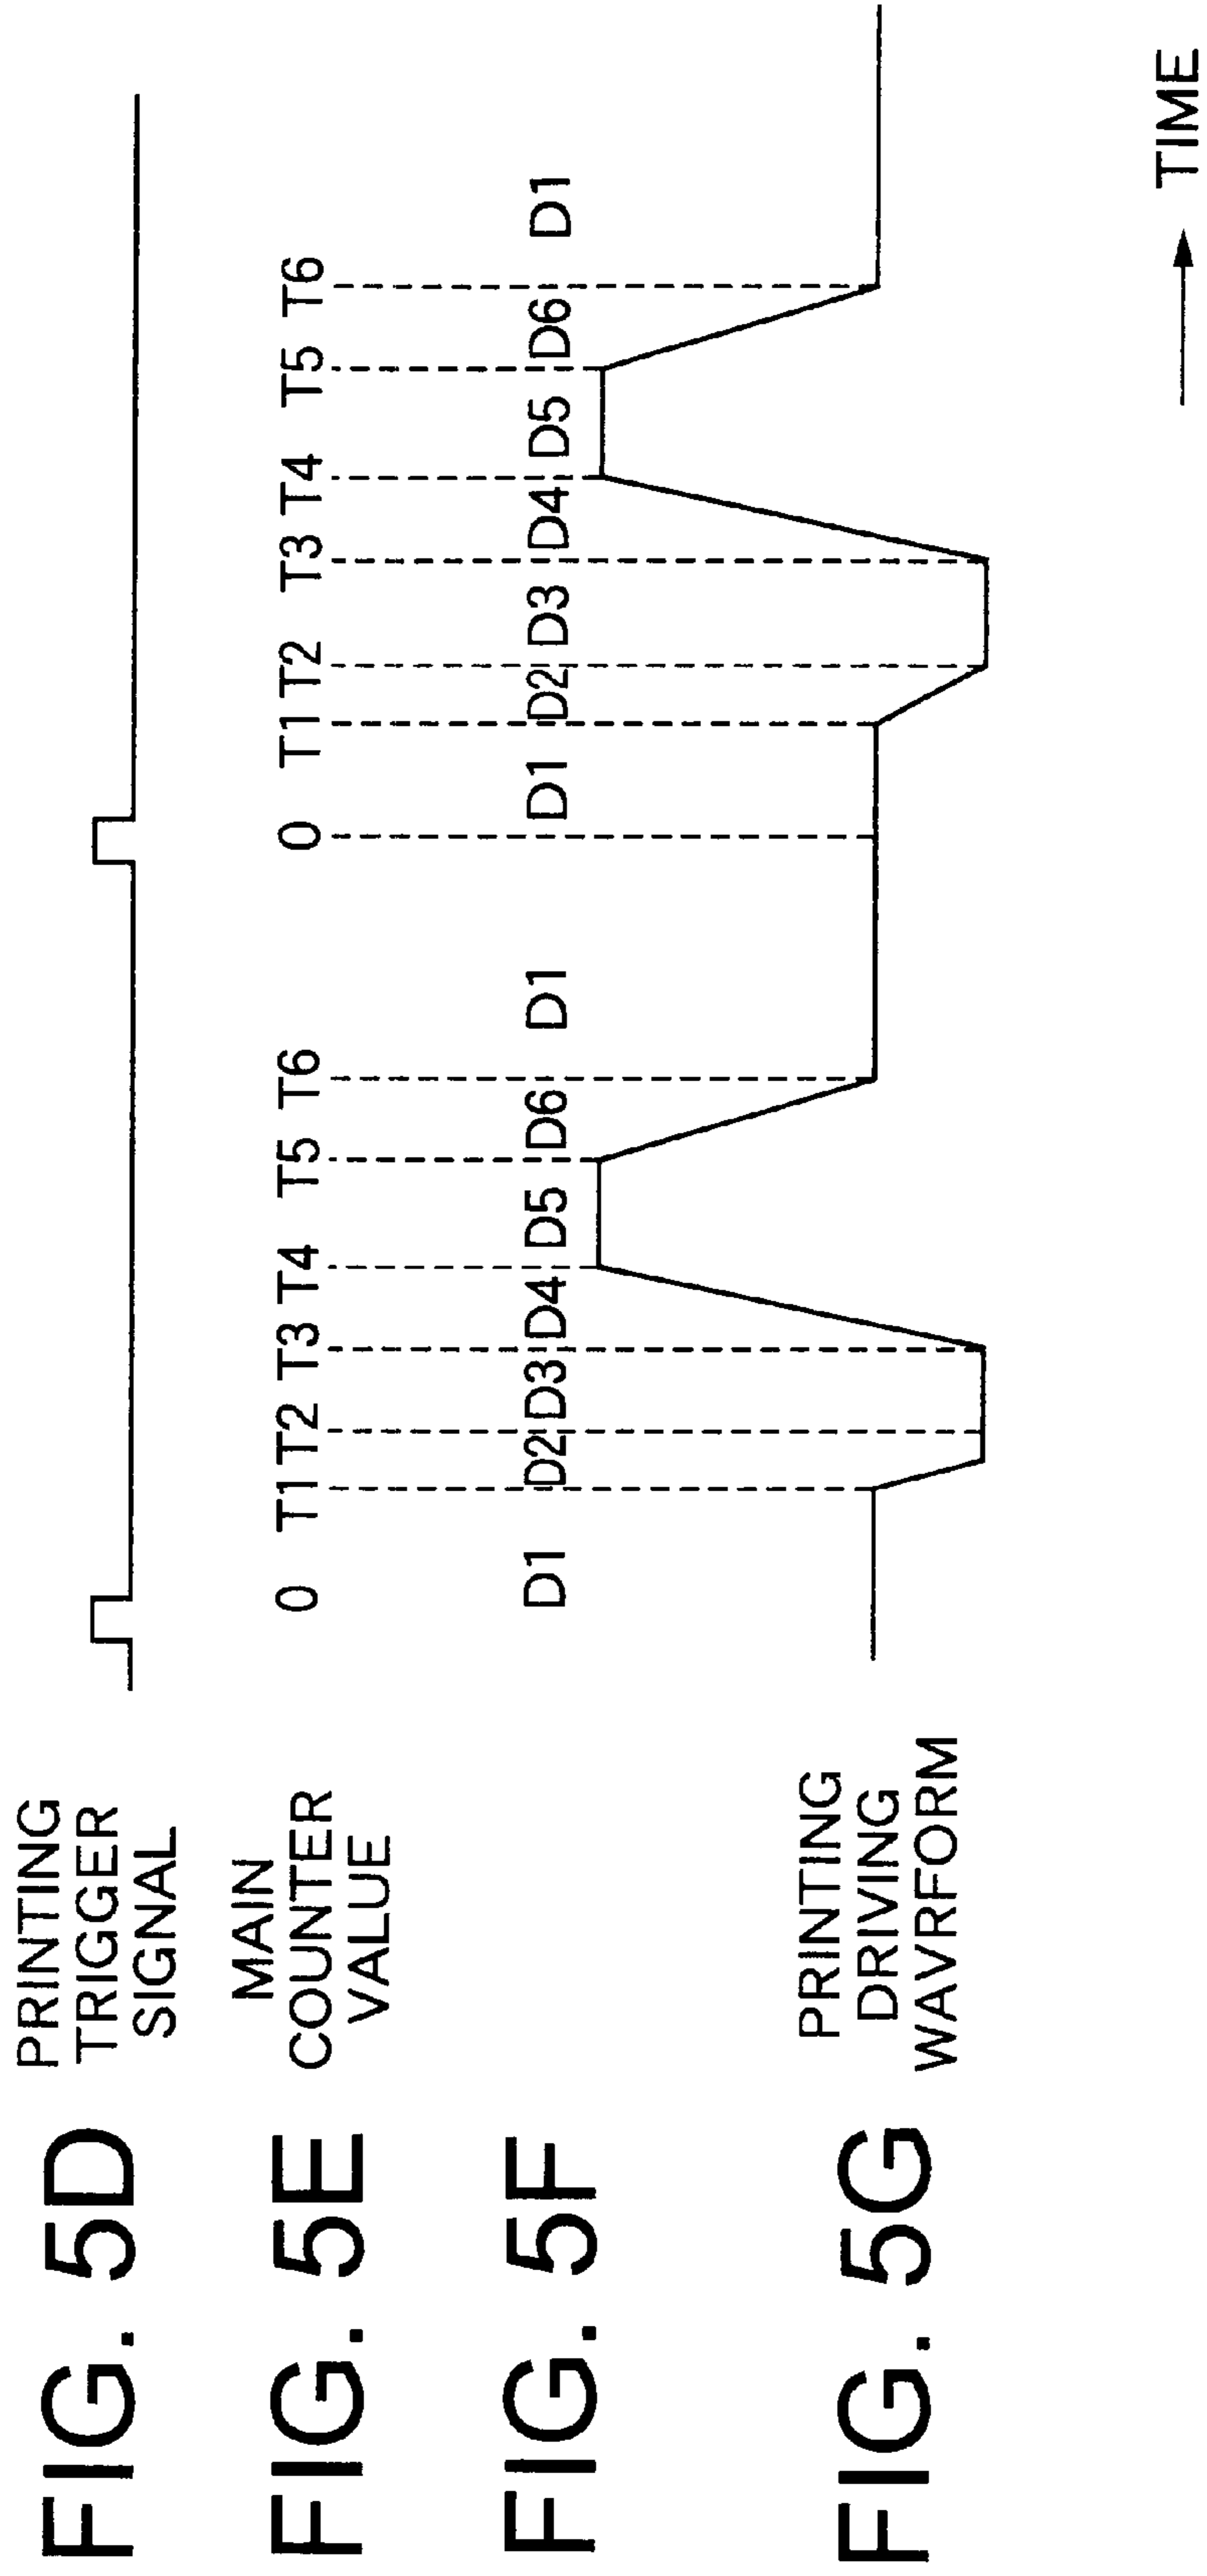 FIG. 5D
PRINTING
TRIGGER
SIGNAL
FIG. 5E
MAIN
COUNTER
VALUE
0 T1 T2 T3 T4 T5 T6 0 T1 T2 T3 T4 T5 T6
FIG. 5F
D1 D2 D3 D4 D5 D6 D1 D1 D2 D3 D4 D5 D6 D1
FIG. 5G
PRINTING
DRIVING
WAVRFORM
TIME